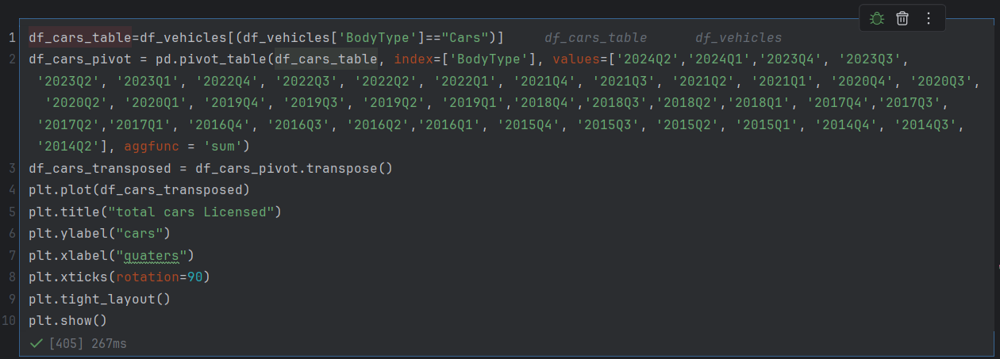 1 df_cars_table=df_vehicles[(df_vehicles['BodyType']=="Cars")] df_cars_table df_vehicles
2 df_cars_pivot = pd.pivot_table(df_cars_table, index=['BodyType'], values=['2024Q2','2024Q1','2023Q4', '2023Q3',
'2023Q2', '2023Q1', '2022Q4', '2022Q3', '2022Q2', '2022Q1', '2021Q4', '2021Q3', '2021Q2', '2021Q1', '2020Q4', '2020Q3',
'2020Q2', '2020Q1', '2019Q4', '2019Q3', '2019Q2', '2019Q1','2018Q4','2018Q3','2018Q2','2018Q1', '2017Q4','2017Q3',
'2017Q2','2017Q1', '2016Q4', '2016Q3', '2016Q2','2016Q1', '2015Q4', '2015Q3', '2015Q2', '2015Q1', '2014Q4', '2014Q3',
'2014Q2'], aggfunc = 'sum')
3 df_cars_transposed = df_cars_pivot.transpose()
4 plt.plot(df_cars_transposed)
5 plt.title("total cars Licensed")
6 plt.ylabel("cars")
7 plt.xlabel("quaters")
8 plt.xticks(rotation=90)
9 plt.tight_layout()
10 plt.show()
[405] 267ms